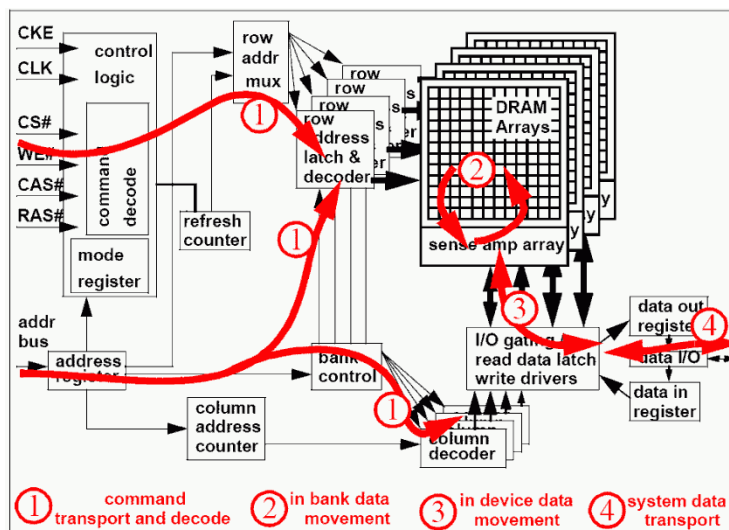 CKE
CLK
CS#
WE#
CAS#
RAS#
control
logic
command
decode
mode
register
addr
bus
address
register
refresh
counter
row
addr
mux
row
row
row
row
address
latch &
decoder
1
1
1
bank
control
column
address
counter
column
decoder
DRAM
Arrays
2
sense amp array
3
I/O gating
read data latch
write drivers
data out
register
4
data I/O
data in
register
1 command
transport and decode
2 in bank data
movement
3 in device data
movement
4 system data
transport